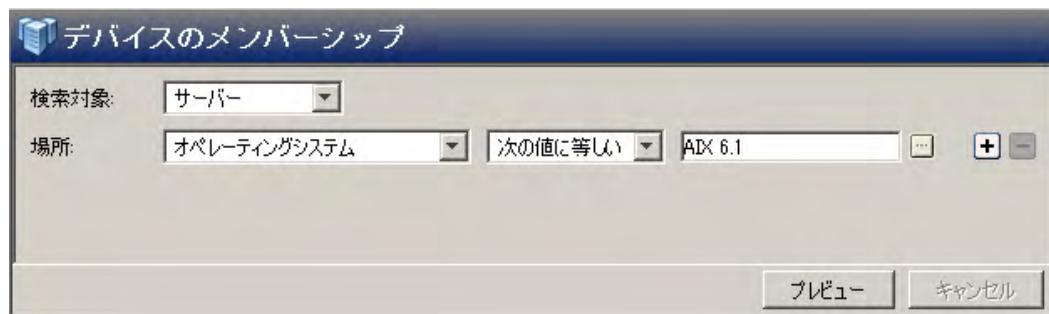 デバイスのメンバーシップ
検索対象: サーバー
場所: オペレーティングシステム 次の値に等しい AIX 6.1 ... + −
プレビュー キャンセル